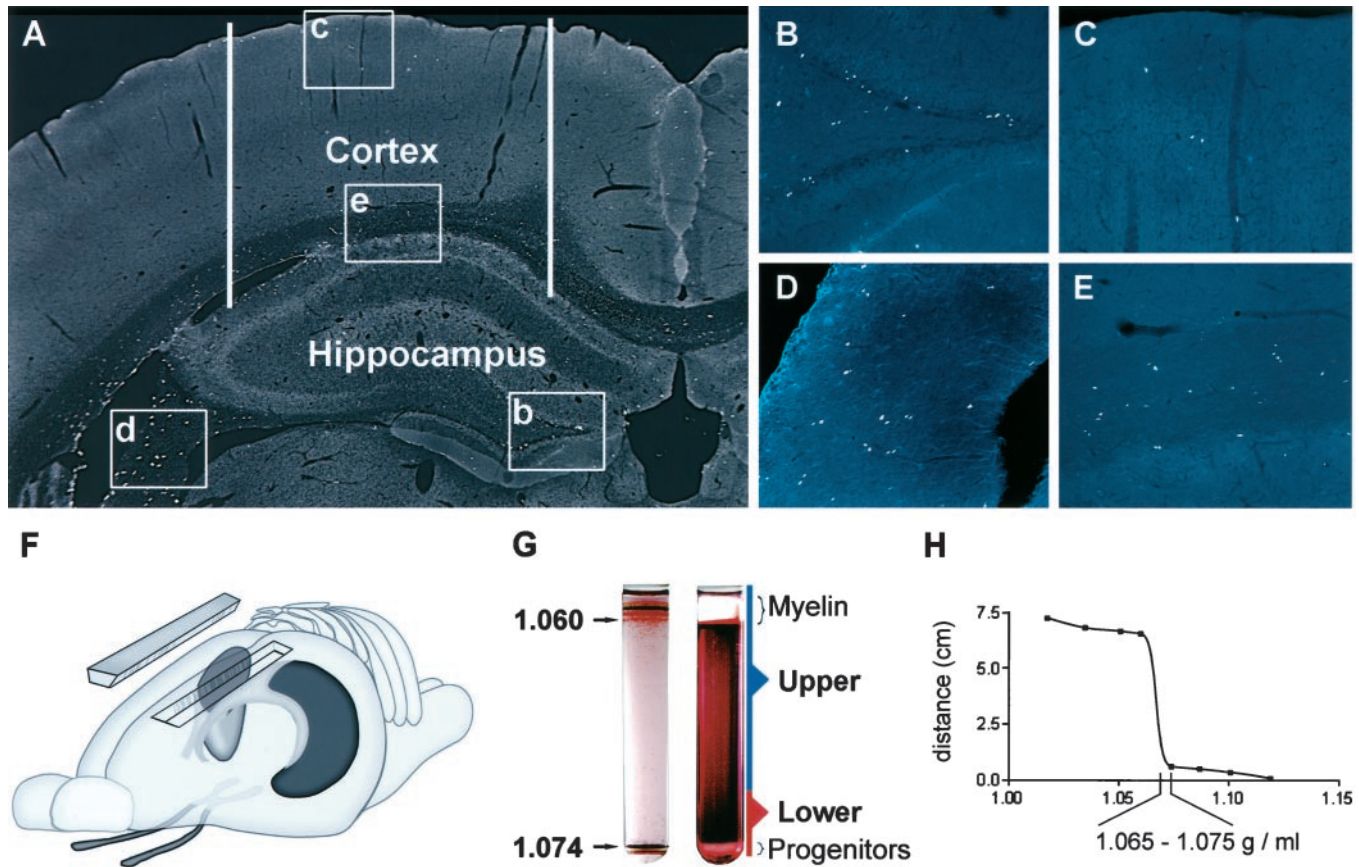 A
c
Cortex
e
Hippocampus
d
b
B
C
D
E
F
G
1.060
1.074
Myelin
Upper
Lower
Progenitors
H
distance (cm)
7.5
5.0
2.5
0.0
1.00
1.05
1.10
1.15
1.065 - 1.075 g / ml